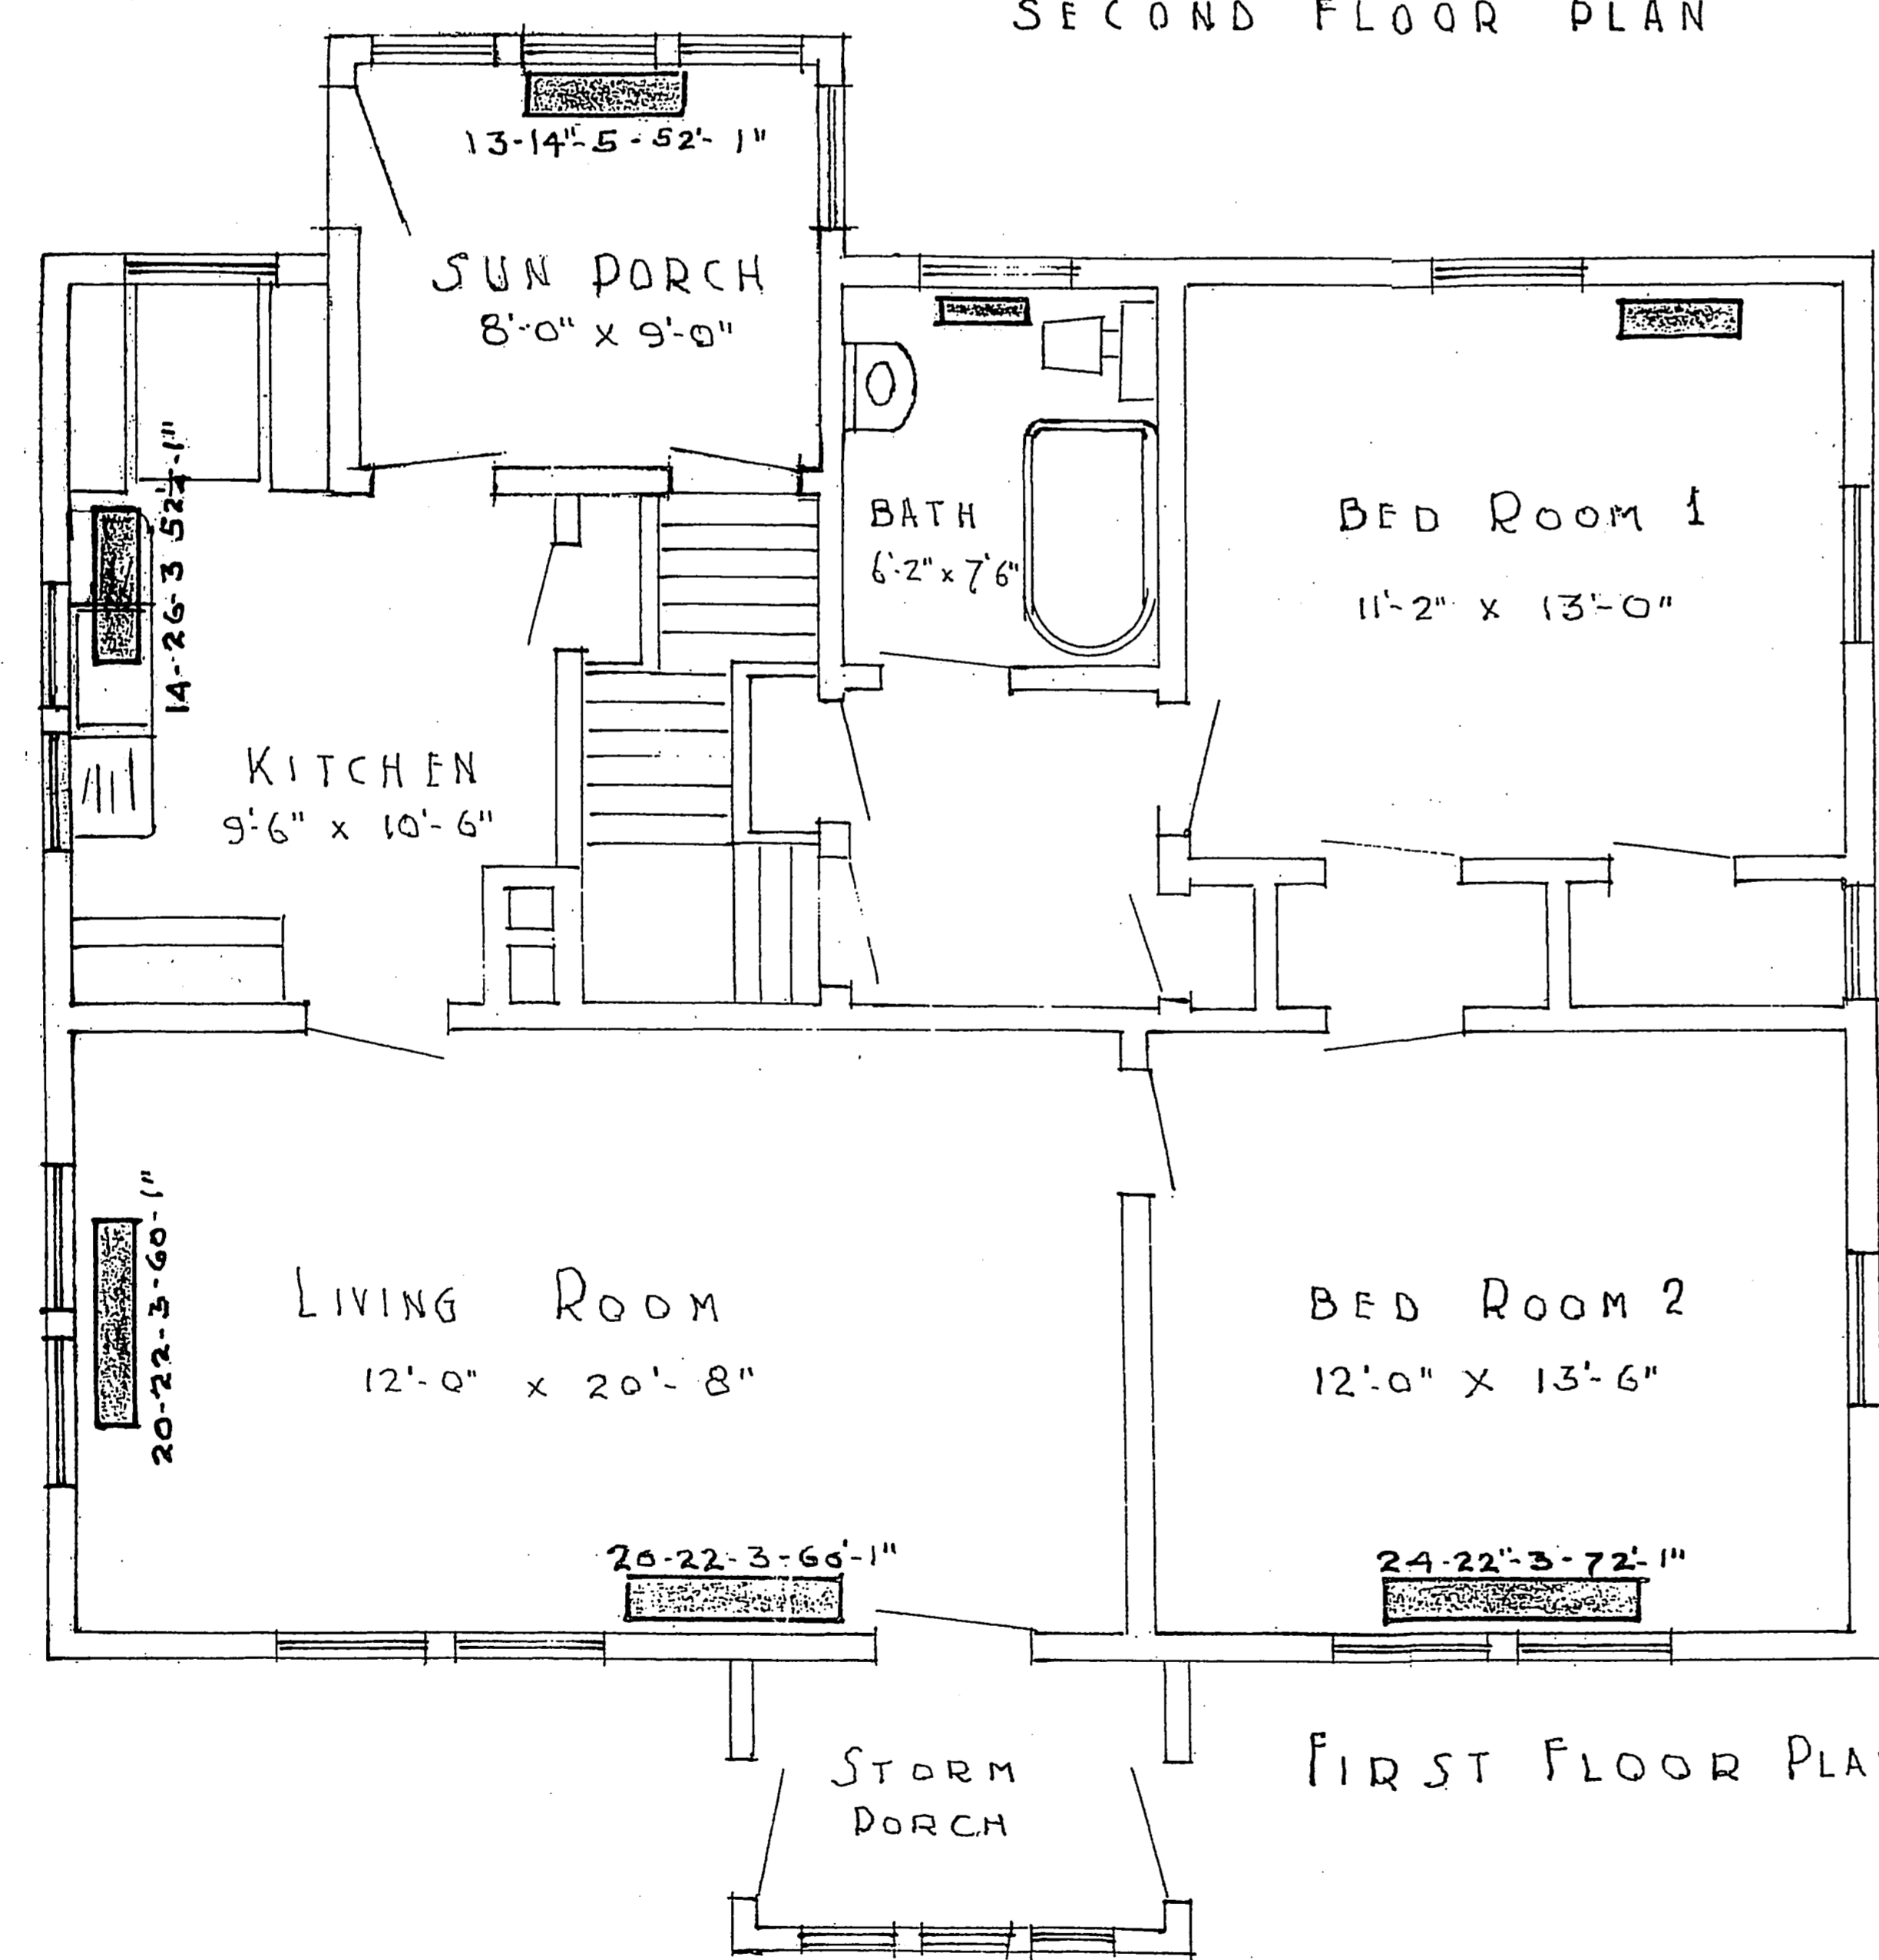 SECOND FLOOR PLAN
13-14"-5-52'-1"
SUN PORCH
8'-0" x 9'-0"
14-26-3 52'-1"
BATH
6'-2" x 7'6"
BED ROOM 1
11'-2" x 13'-0"
KITCHEN
9'-6" x 10'-6"
20-22-3-60-1"
LIVING ROOM
12'-0" x 20'-8"
BED ROOM 2
12'-0" x 13'-6"
20-22-3-60'-1"
24-22"-3-72'-1"
STORM
PORCH
FIRST FLOOR PLA